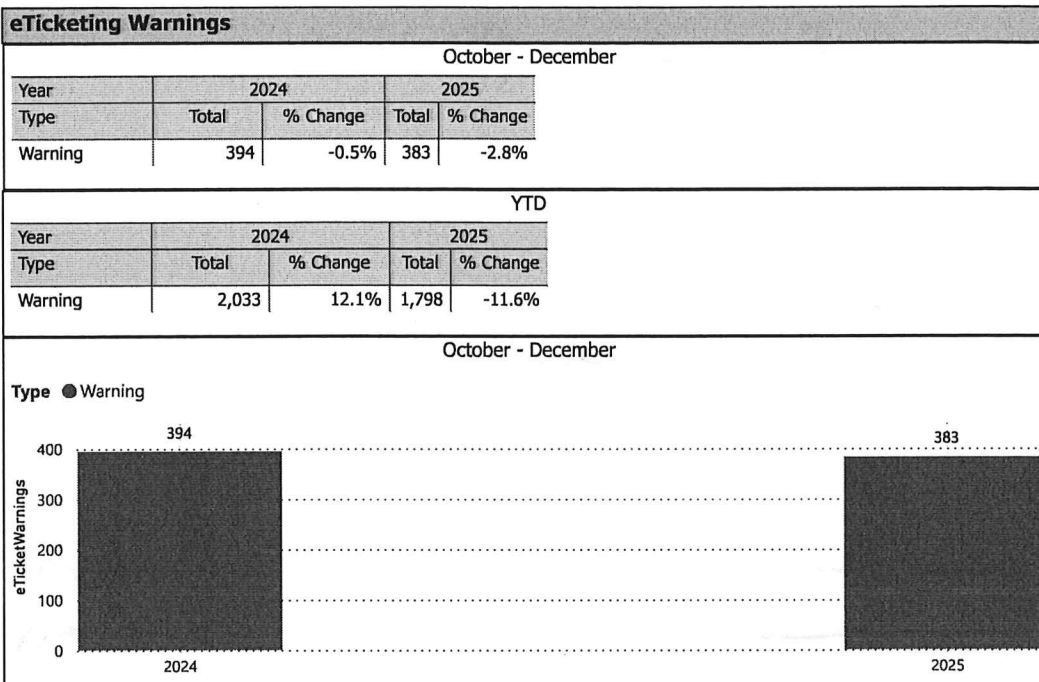 eTicketing Warnings
October - December
Year 2024 2025
Type Total % Change Total % Change
Warning 394 -0.5% 383 -2.8%
YTD
Year 2024 2025
Type Total % Change Total % Change
Warning 2,033 12.1% 1,798 -11.6%
October - December
Type Warning
394 383
400
300
200
100
0
eTicketWarnings
2024 2025